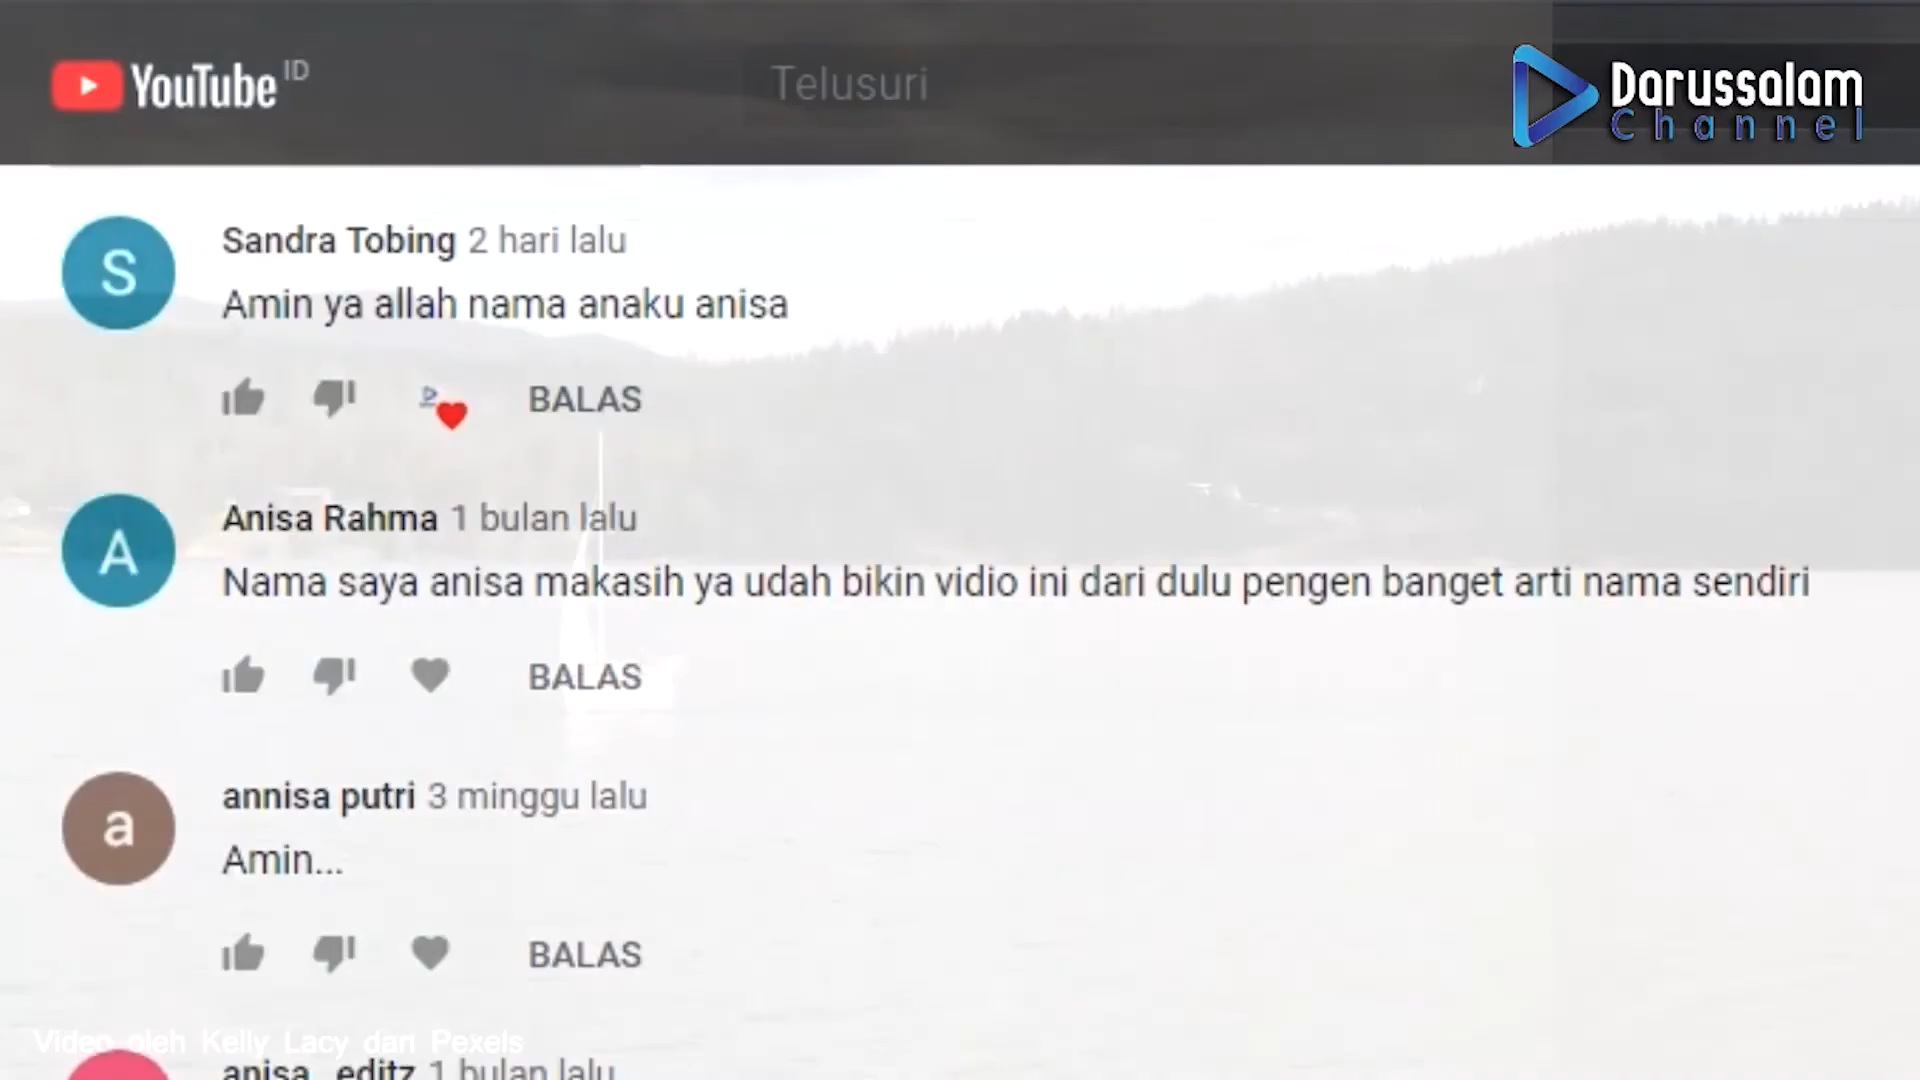 YouTube ID
Telusuri
Darussalam
Channel
S
Sandra Tobing 2 hari lalu
Amin ya allah nama anaku anisa
BALAS
A
Anisa Rahma 1 bulan lalu
Nama saya anisa makasih ya udah bikin vidio ini dari dulu pengen banget arti nama sendiri
BALAS
a
annisa putri 3 minggu lalu
Amin...
BALAS
Video oleh Kelly Lacy dari Pexels
anisa_editz 1 bulan lalu